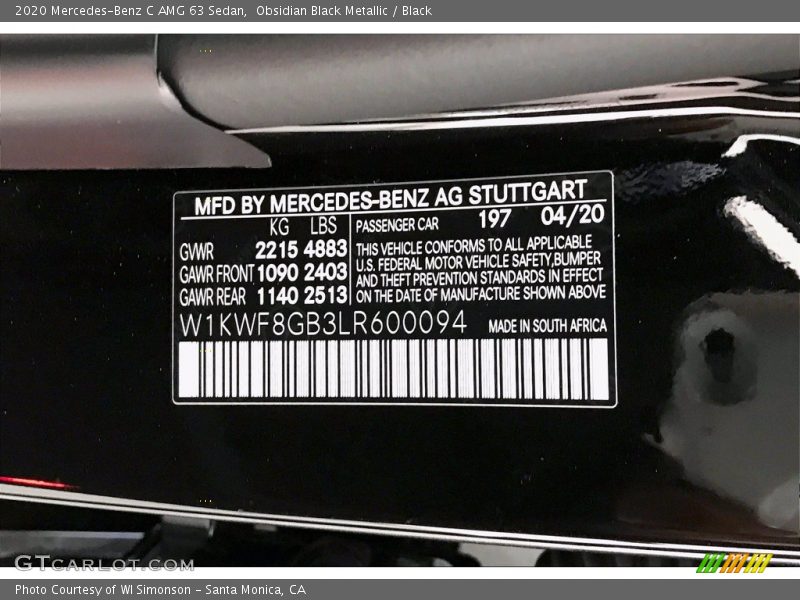 2020 Mercedes-Benz C AMG 63 Sedan,  Obsidian Black Metallic / Black
MFD BY MERCEDES-BENZ AG STUTTGART
KG LBS PASSENGER CAR 197 04/20
GVWR 2215 4883
GAWR FRONT 1090 2403
GAWR REAR 1140 2513
THIS VEHICLE CONFORMS TO ALL APPLICABLE
U.S. FEDERAL MOTOR VEHICLE SAFETY,BUMPER
AND THEFT PREVENTION STANDARDS IN EFFECT
ON THE DATE OF MANUFACTURE SHOWN ABOVE
W1KWF8GB3LR600094 MADE IN SOUTH AFRICA
GTCARLOT.COM
Photo Courtesy of WI Simonson - Santa Monica, CA